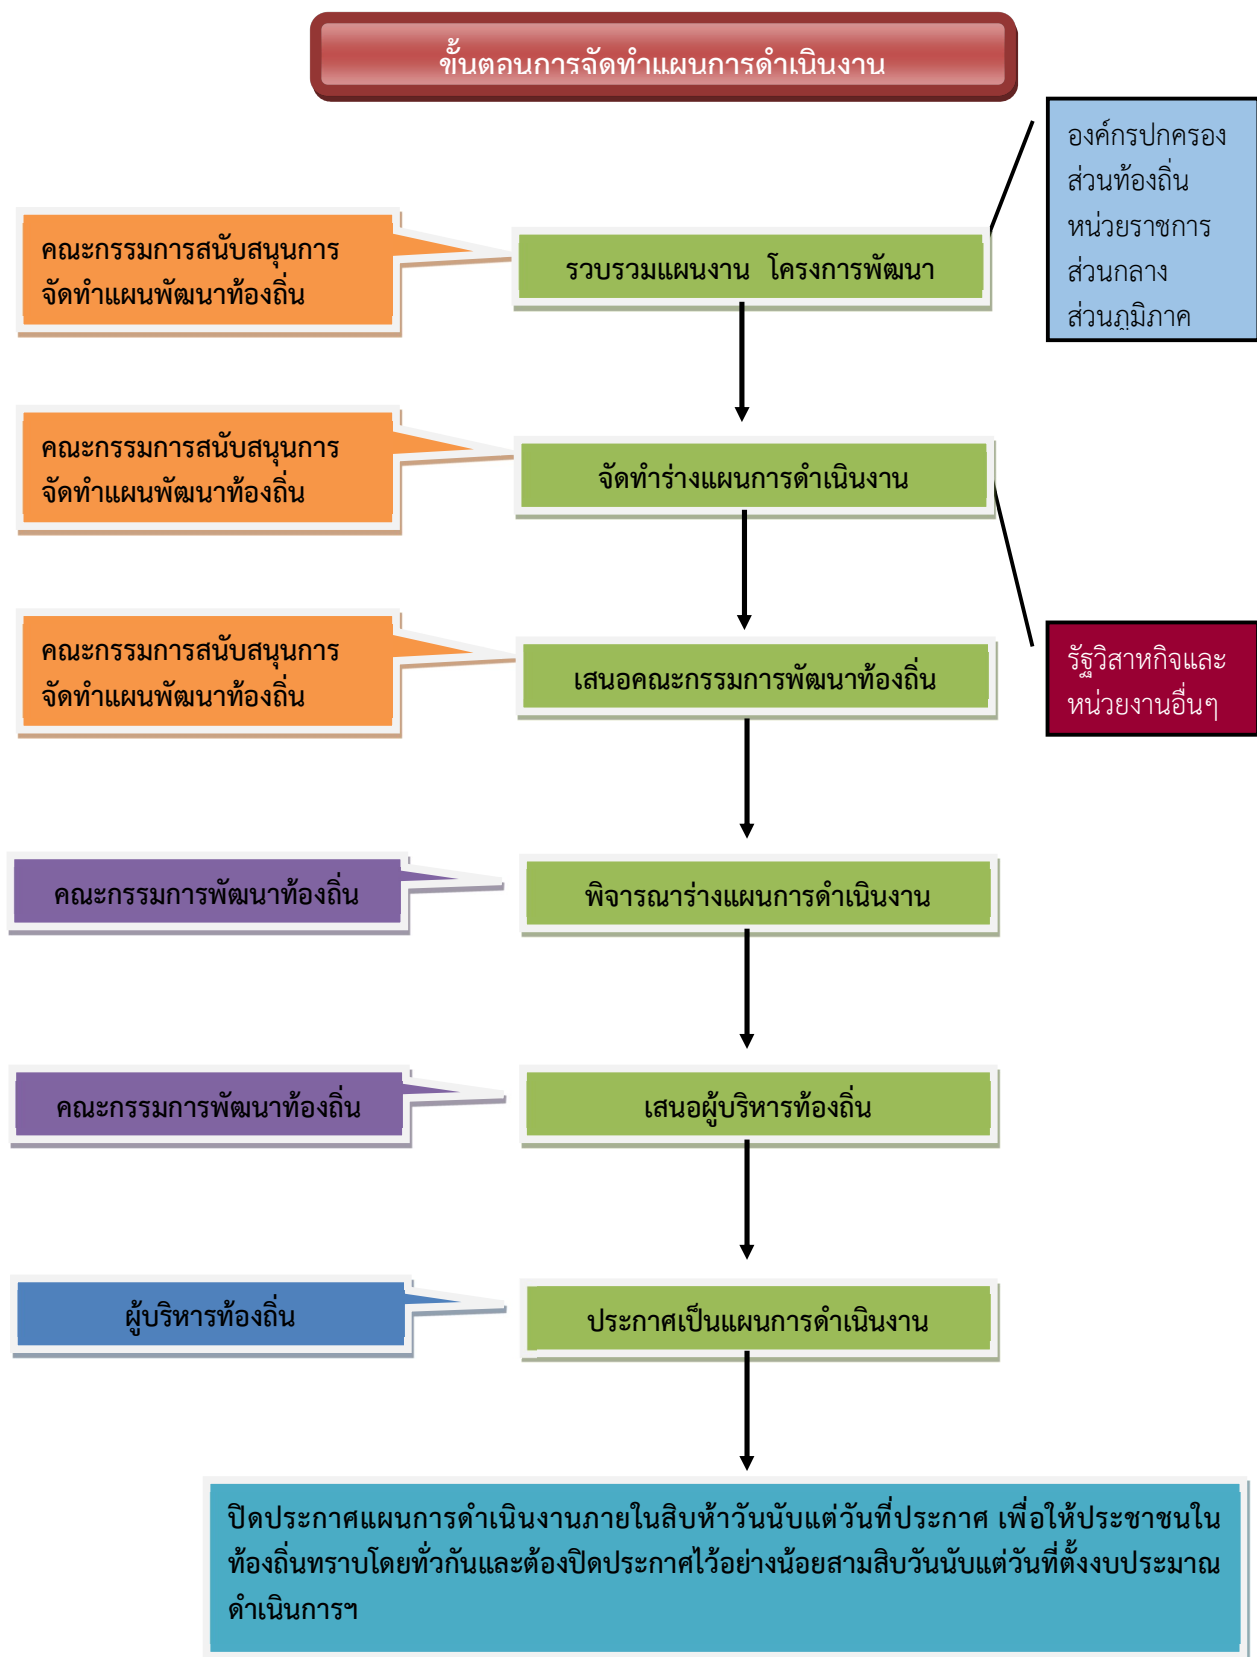 ขั้นตอนการจัดทำแผนการดำเนินงาน
องค์กรปกครอง
ส่วนท้องถิ่น
หน่วยราชการ
ส่วนกลาง
ส่วนภูมิภาค
คณะกรรมการสนับสนุนการ
จัดทำแผนพัฒนาท้องถิ่น
รวบรวมแผนงาน โครงการพัฒนา
คณะกรรมการสนับสนุนการ
จัดทำแผนพัฒนาท้องถิ่น
จัดทำร่างแผนการดำเนินงาน
คณะกรรมการสนับสนุนการ
จัดทำแผนพัฒนาท้องถิ่น
เสนอคณะกรรมการพัฒนาท้องถิ่น
รัฐวิสาหกิจและ
หน่วยงานอื่นๆ
คณะกรรมการพัฒนาท้องถิ่น
พิจารณาร่างแผนการดำเนินงาน
คณะกรรมการพัฒนาท้องถิ่น
เสนอผู้บริหารท้องถิ่น
ผู้บริหารท้องถิ่น
ประกาศเป็นแผนการดำเนินงาน
ปิดประกาศแผนการดำเนินงานภายในสิบห้าวันนับแต่วันที่ประกาศ เพื่อให้ประชาชนใน
ท้องถิ่นทราบโดยทั่วกันและต้องปิดประกาศไว้อย่างน้อยสามสิบวันนับแต่วันที่ตั้งงบประมาณ
ดำเนินการฯ